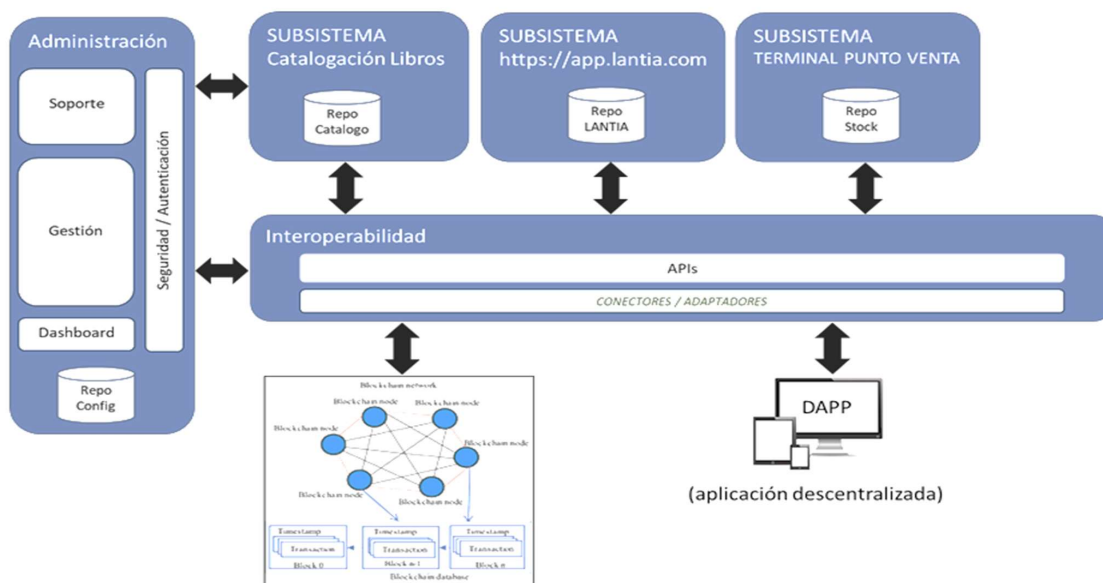 Administración
Soporte
Gestión
Dashboard
Seguridad / Autenticación
Repo
Config
SUBSISTEMA
Catalogación Libros
Repo
Catalogo
SUBSISTEMA
https://app.lantia.com
Repo
LANTIA
SUBSISTEMA
TERMINAL PUNTO VENTA
Repo
Stock
Interoperabilidad
APIs
CONECTORES / ADAPTADORES
Blockchain network
Blockchain node
Blockchain node
Blockchain node
Blockchain node
Blockchain node
Blockchain node
Timestamp
Transaction
Block 0
Timestamp
Transaction
Block n-1
Timestamp
Transaction
Block n
Blockchain database
DAPP
(aplicación descentralizada)